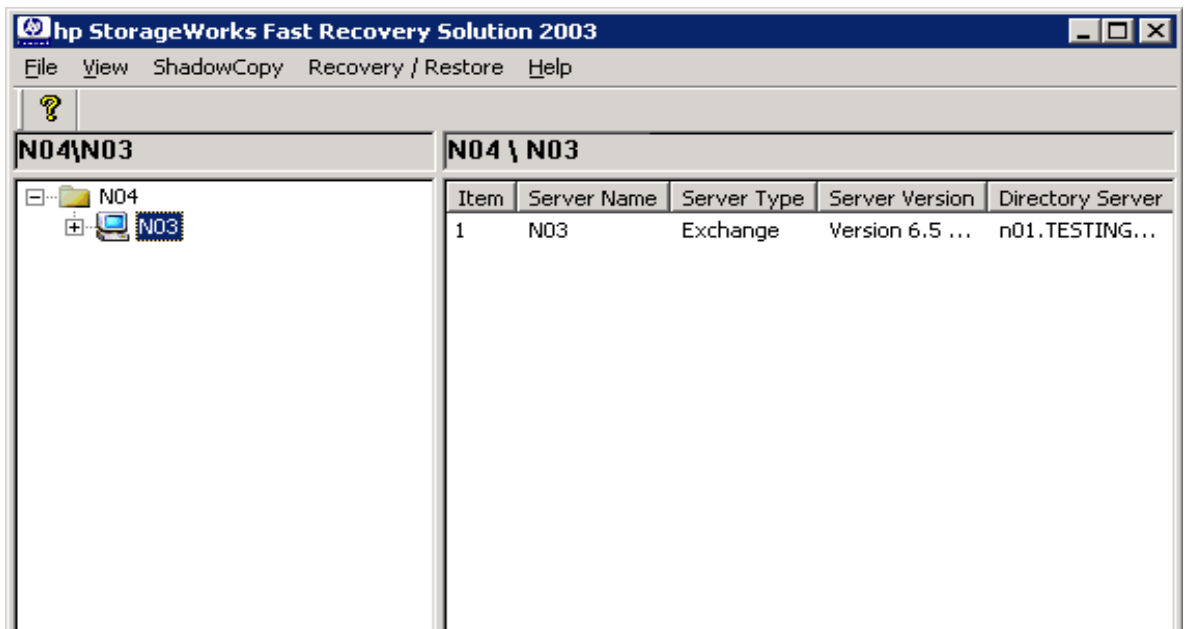 hp StorageWorks Fast Recovery Solution 2003
File View ShadowCopy Recovery / Restore Help
N04\N03
N04 \ N03
N04
N03
Item Server Name Server Type Server Version Directory Server
1 N03 Exchange Version 6.5 ... n01.TESTING...